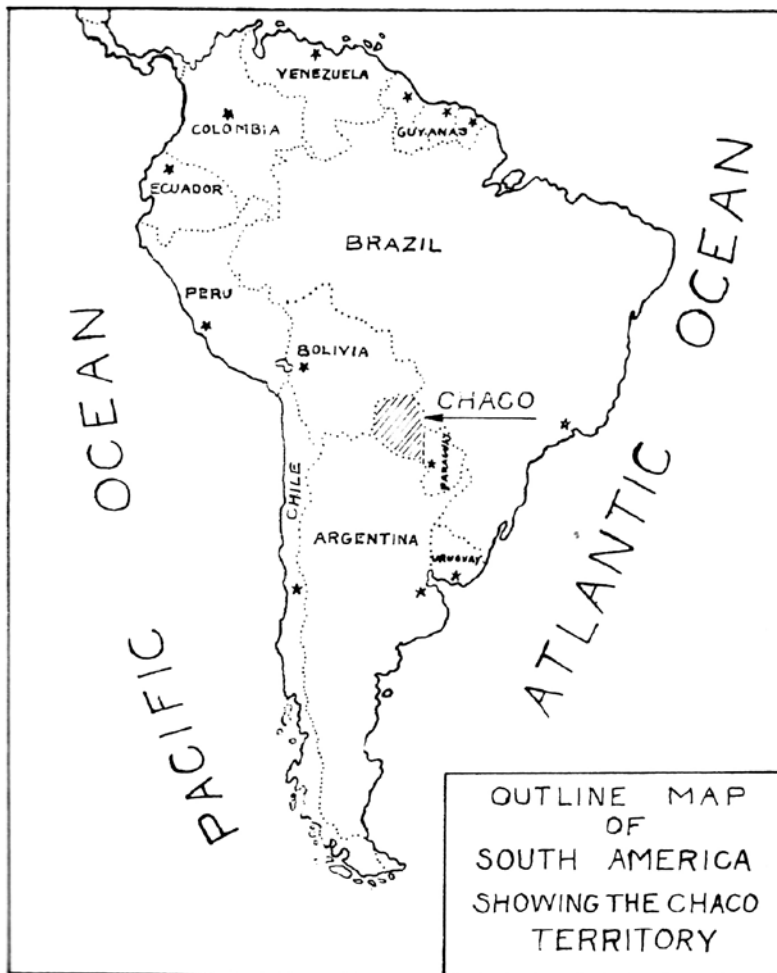 VENEZUELA
COLOMBIA
GUYANAS
ECUADOR
BRAZIL
PERU
BOLIVIA
CHACO
PARAGUAY
CHILE
ARGENTINA
URUGUAY
PACIFIC OCEAN
ATLANTIC OCEAN
OUTLINE MAP
OF
SOUTH AMERICA
SHOWING THE CHACO
TERRITORY